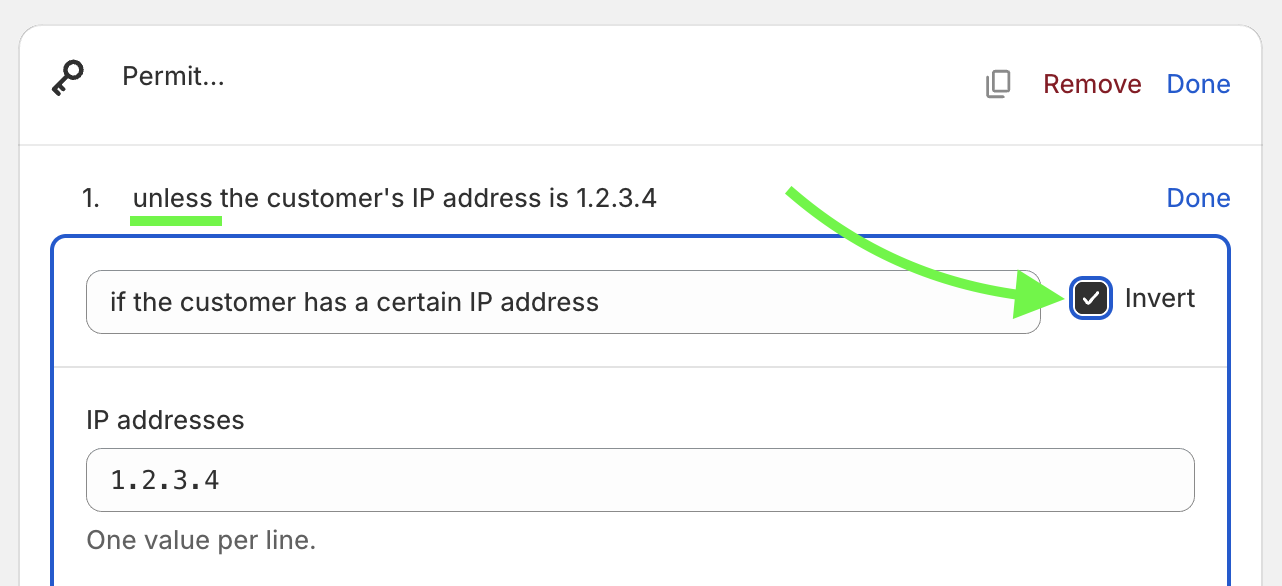 Permit...
Remove
Done
1. unless the customer's IP address is 1.2.3.4
Done
if the customer has a certain IP address
Invert
IP addresses
1.2.3.4
One value per line.